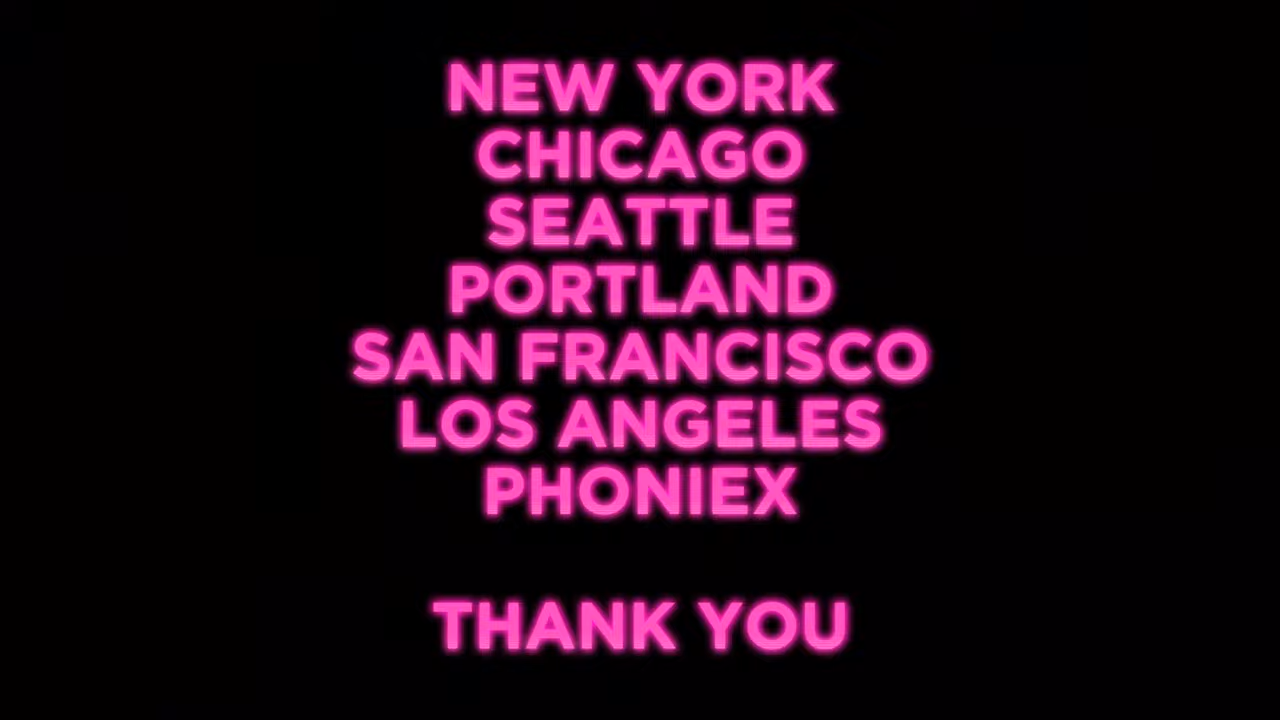 NEW YORK
CHICAGO
SEATTLE
PORTLAND
SAN FRANCISCO
LOS ANGELES
PHONIEX
THANK YOU